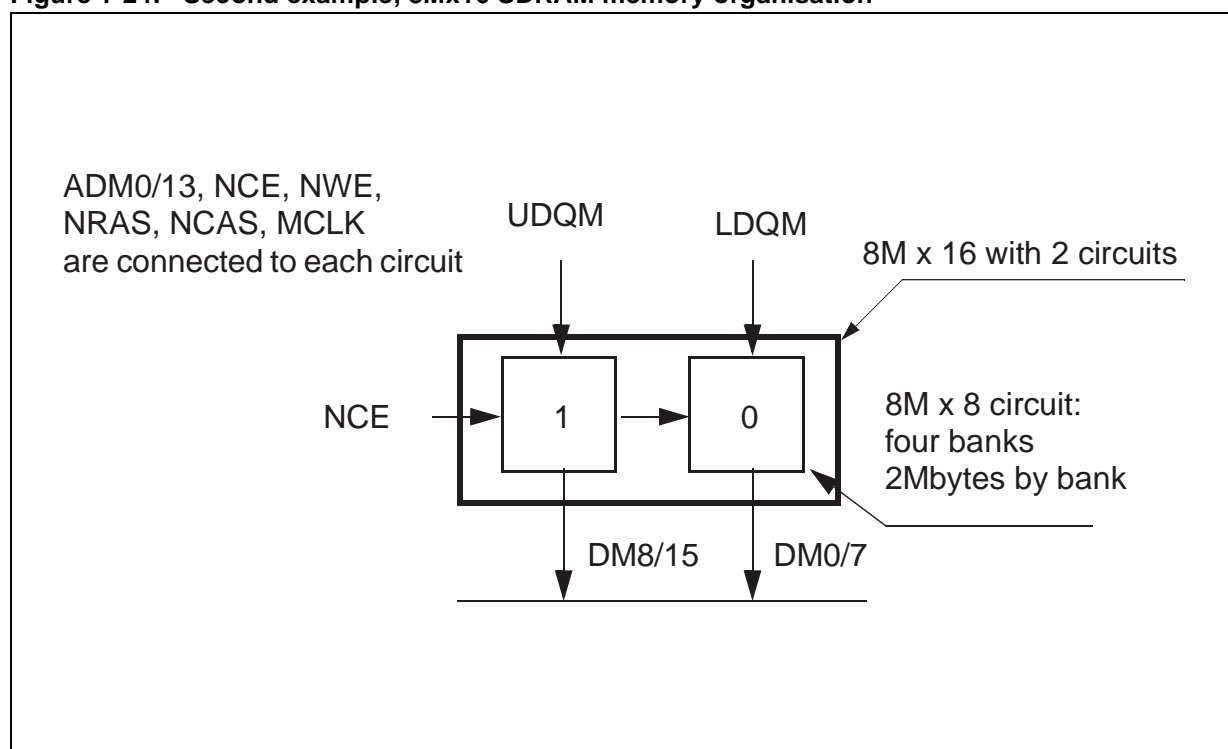 ADM0/13, NCE, NWE,
NRAS, NCAS, MCLK
are connected to each circuit
UDQM
LDQM
8M x 16 with 2 circuits
NCE
1
0
8M x 8 circuit:
four banks
2Mbytes by bank
DM8/15
DM0/7